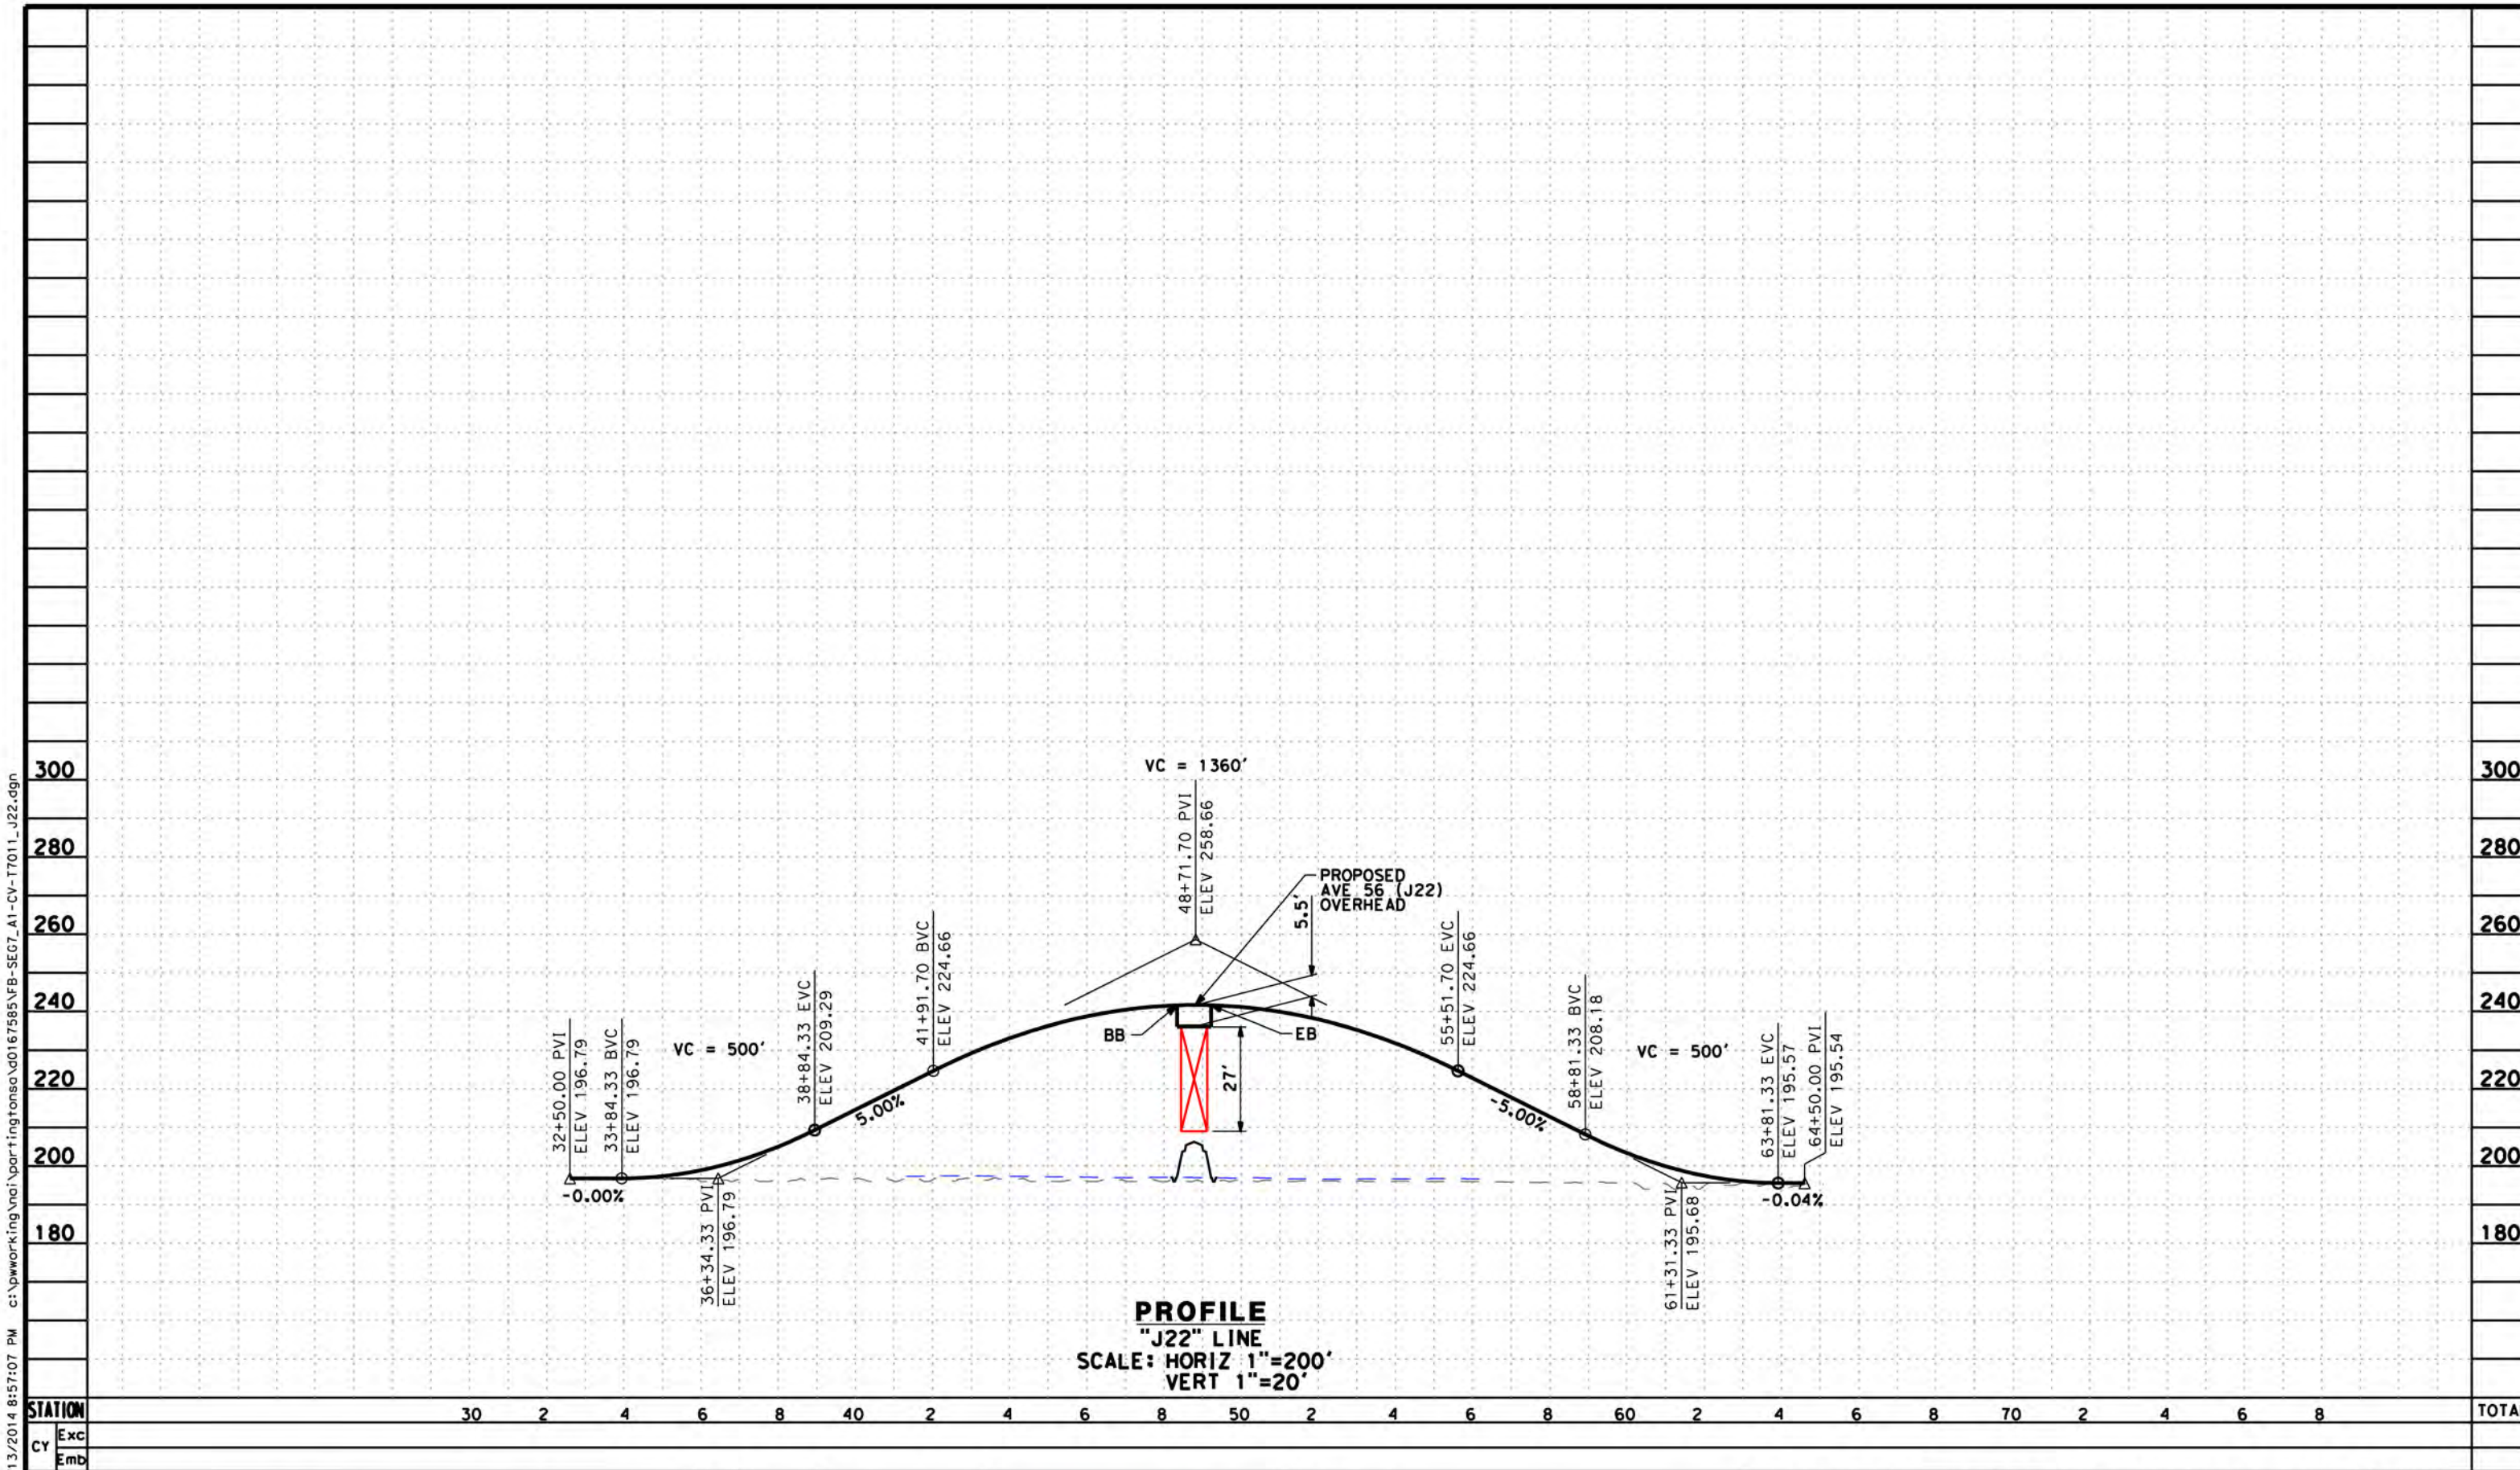 300
280
260
240
220
200
180
300
280
260
240
220
200
180
VC = 1360'
48+71.70 PVI
ELEV 258.66
PROPOSED
AVE 56 (J22)
OVERHEAD
5.5'
BB
EB
27'
32+50.00 PVI
ELEV 196.79
33+84.33 BVC
ELEV 196.79
-0.00%
VC = 500'
36+34.33 PVI
ELEV 196.79
38+84.33 EVC
ELEV 209.29
5.00%
41+91.70 BVC
ELEV 224.66
55+51.70 EVC
ELEV 224.66
-5.00%
58+81.33 BVC
ELEV 208.18
VC = 500'
61+31.33 PVI
ELEV 195.68
63+81.33 EVC
ELEV 195.57
64+50.00 PVI
ELEV 195.54
-0.04%
PROFILE
"J22" LINE
SCALE: HORIZ 1"=200'
VERT 1"=20'
STATION 30 2 4 6 8 40 2 4 6 8 50 2 4 6 8 60 2 4 6 8 70 2 4 6 8 TOTA
CY Exc
Emb
13/2014 8:57:07 PM c:\pwworking\nai\partingtonsa\d0167585\FB-SEG7_A1-CV-T7011_J22.dgn